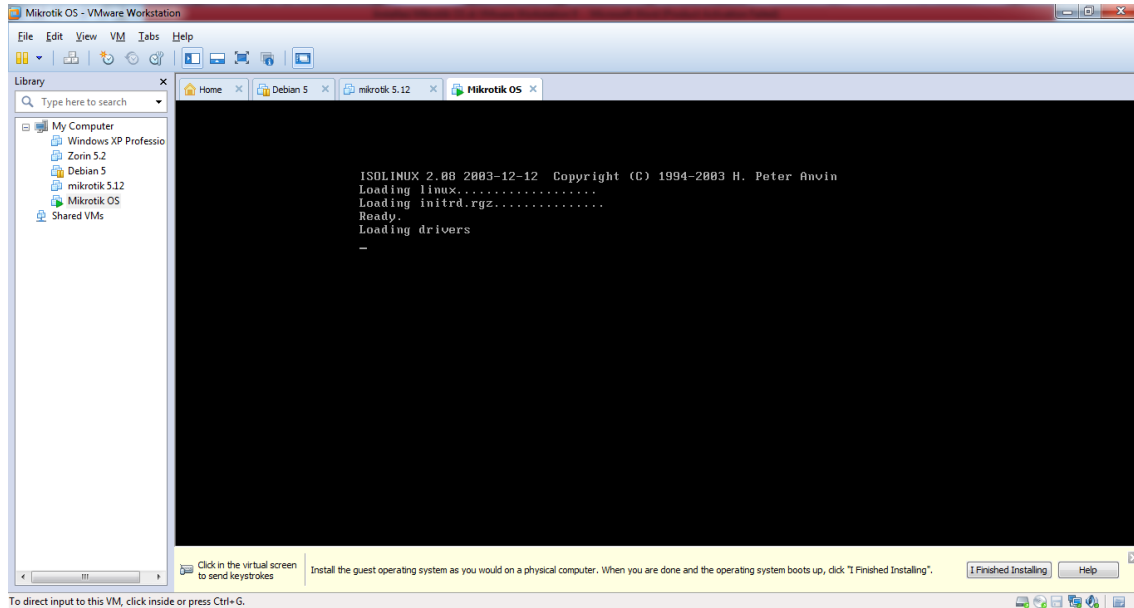 Mikrotik OS - VMware Workstation
File Edit View VM Tabs Help
Library
Type here to search
My Computer
Windows XP Professio
Zorin 5.2
Debian 5
mikrotik 5.12
Mikrotik OS
Shared VMs
Home Debian 5 mikrotik 5.12 Mikrotik OS
ISOLINUX 2.08 2003-12-12 Copyright (C) 1994-2003 H. Peter Anvin
Loading linux...................
Loading initrd.rgz...............
Ready.
Loading drivers
_
Click in the virtual screen
to send keystrokes
Install the guest operating system as you would on a physical computer. When you are done and the operating system boots up, click "I Finished Installing".
I Finished Installing Help
To direct input to this VM, click inside or press Ctrl+G.